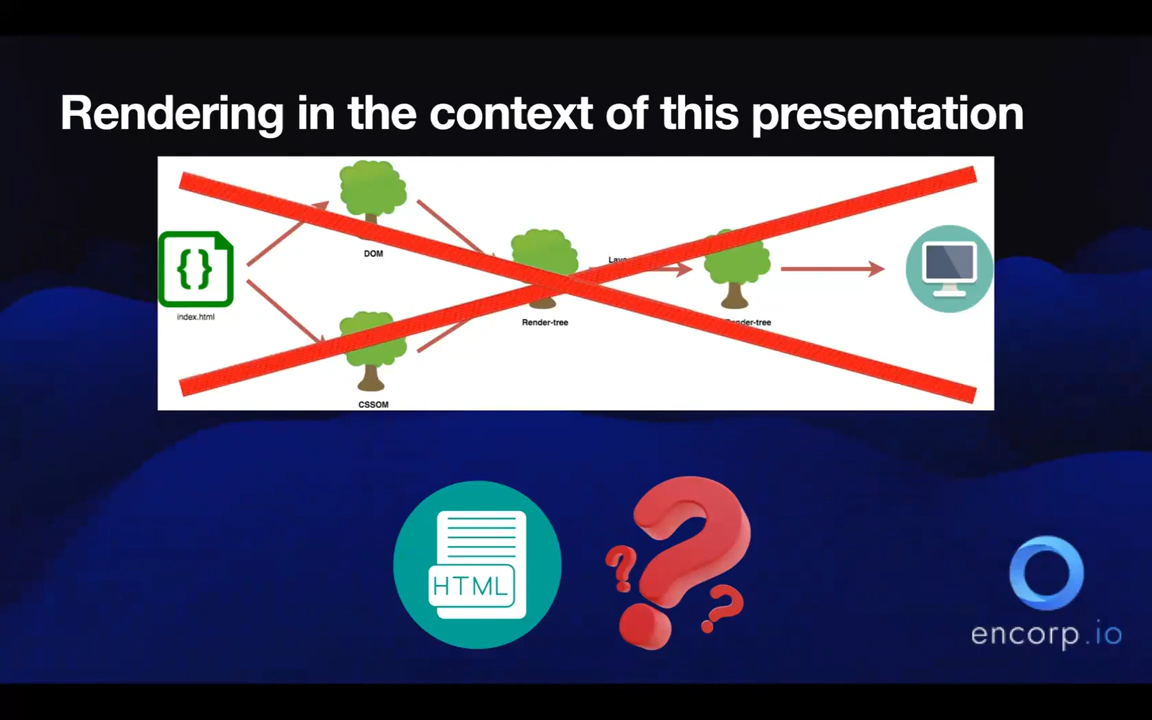 Rendering in the context of this presentation
{}
index.html
DOM
CSSOM
Render-tree
HTML
encorp.io